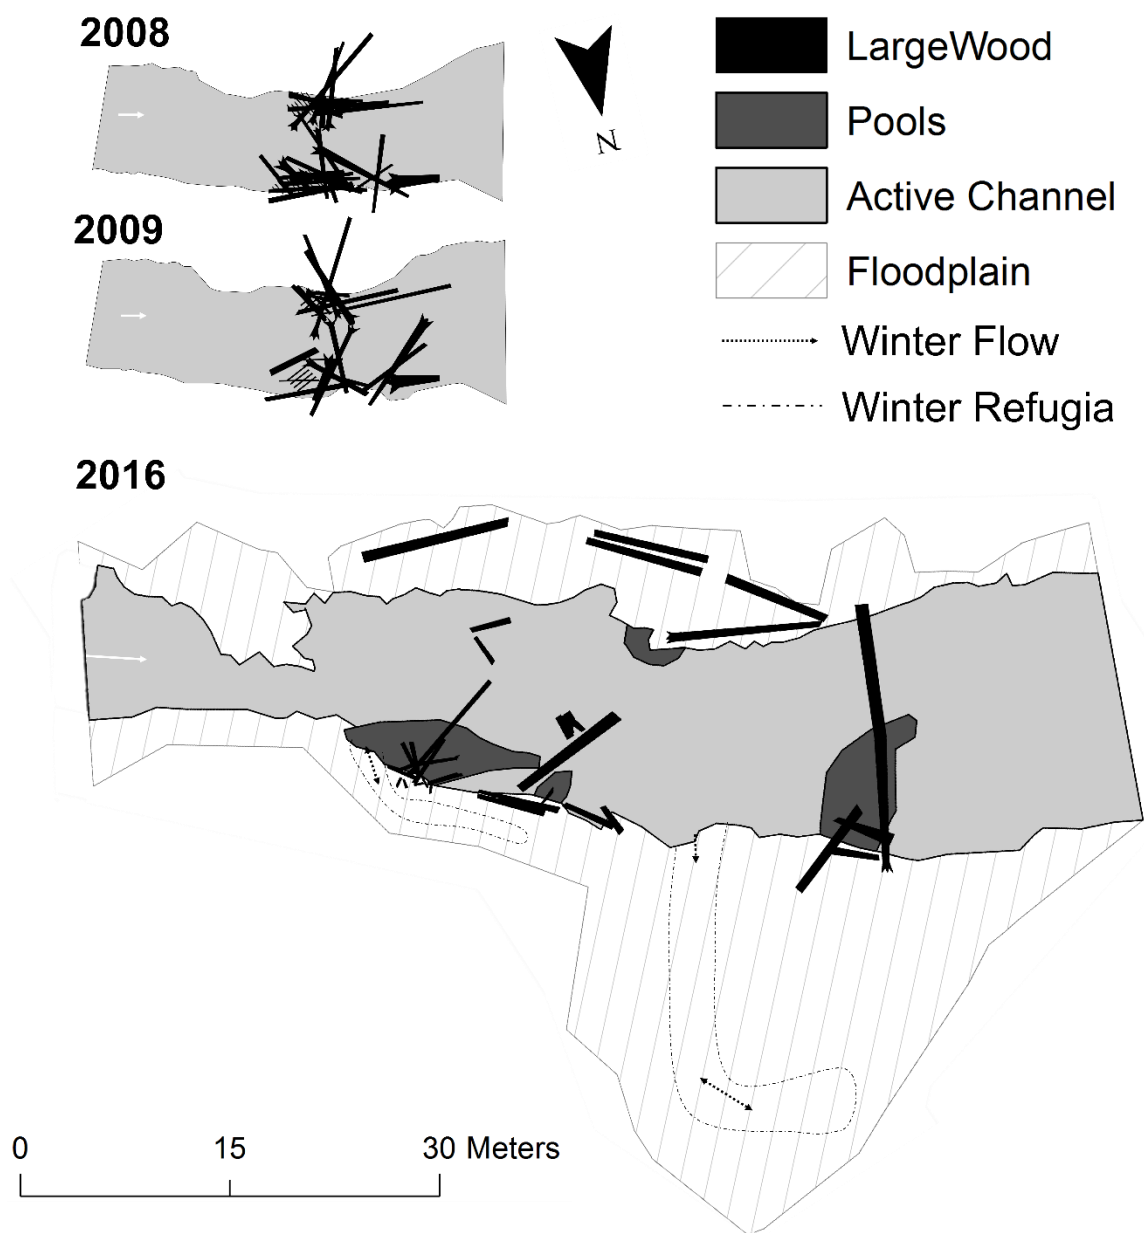 2008
2009
N
LargeWood
Pools
Active Channel
Floodplain
Winter Flow
Winter Refugia
2016
0 15 30 Meters